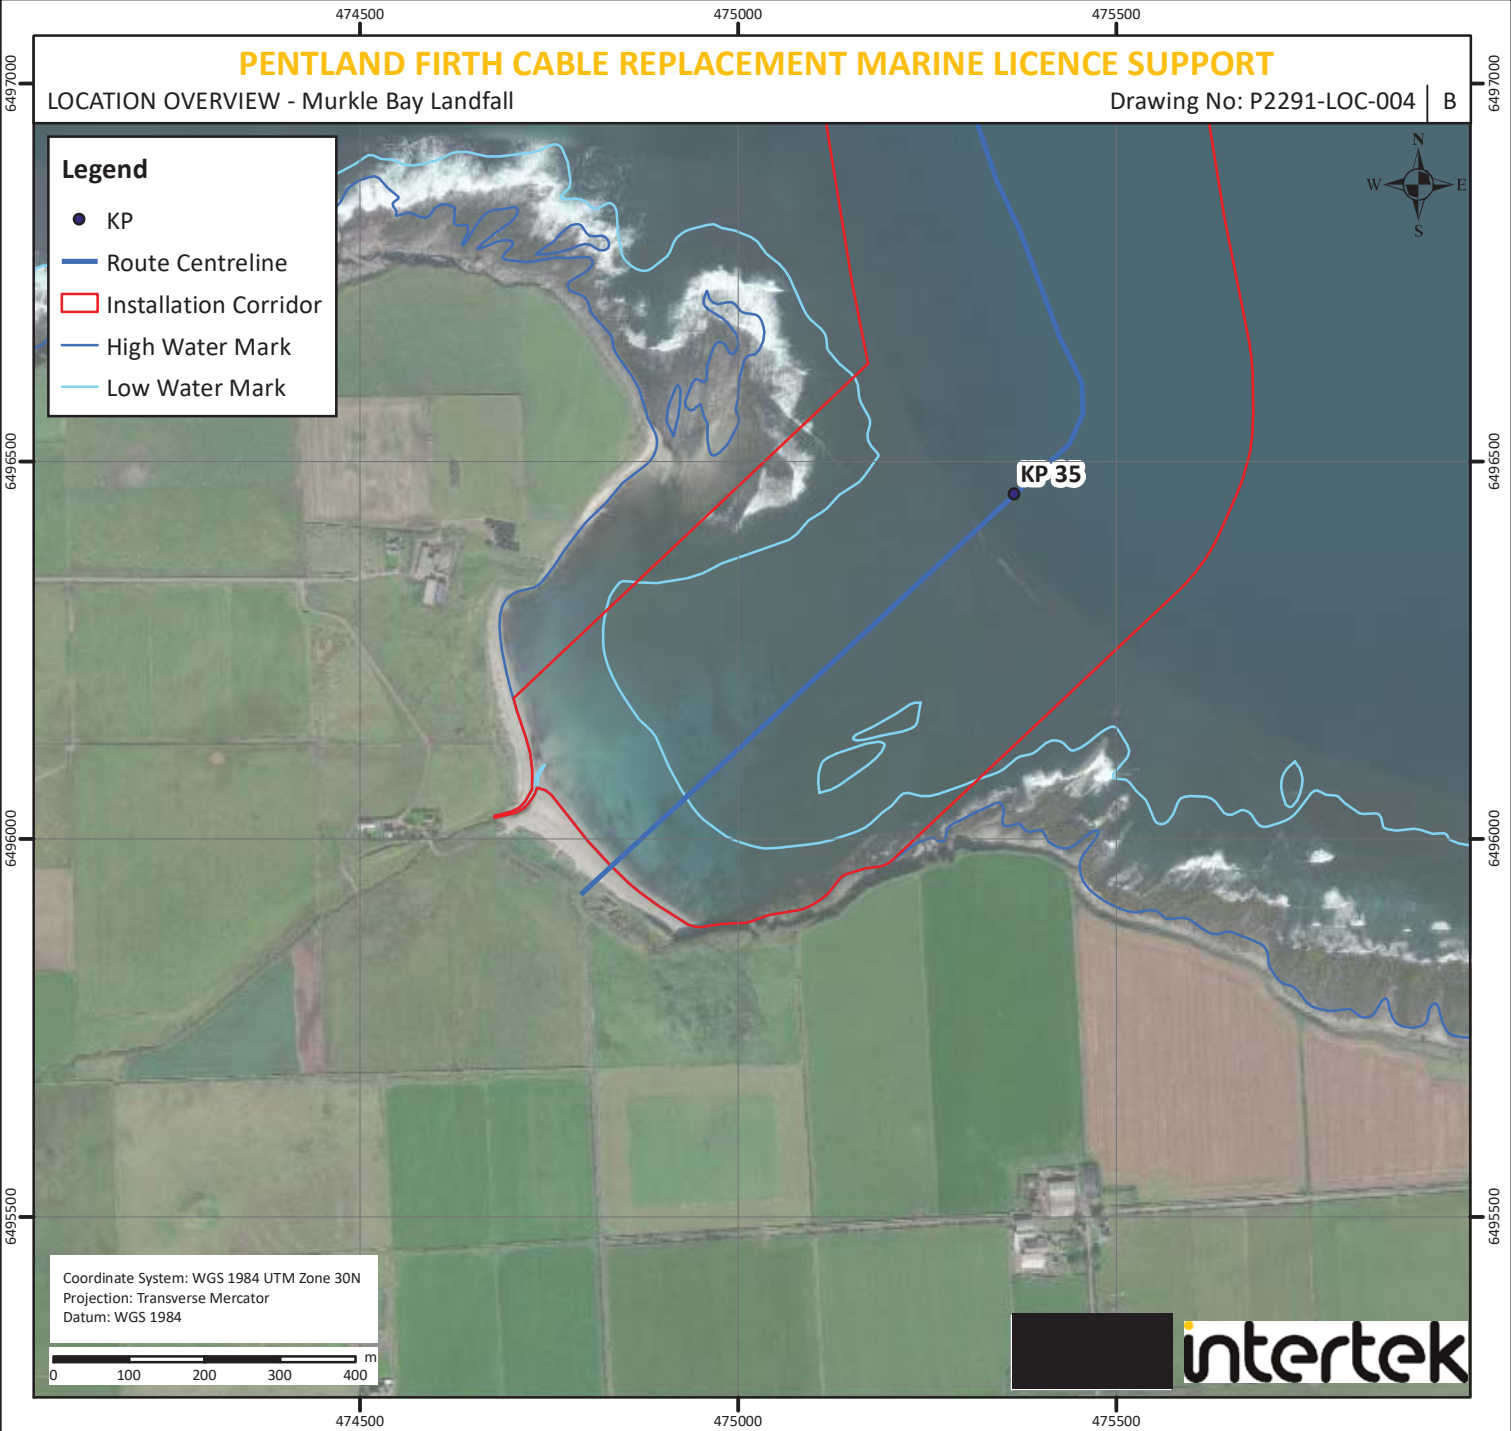 474500 475000 475500
6497000
6497000
PENTLAND FIRTH CABLE REPLACEMENT MARINE LICENCE SUPPORT
LOCATION OVERVIEW - Murkle Bay Landfall
Drawing No: P2291-LOC-004 B
Legend
KP
Route Centreline
Installation Corridor
High Water Mark
Low Water Mark
N
W E
S
6496500
6496500
KP 35
6496000
6496000
6495500
6495500
Coordinate System: WGS 1984 UTM Zone 30N
Projection: Transverse Mercator
Datum: WGS 1984
m
0 100 200 300 400
intertek
474500 475000 475500